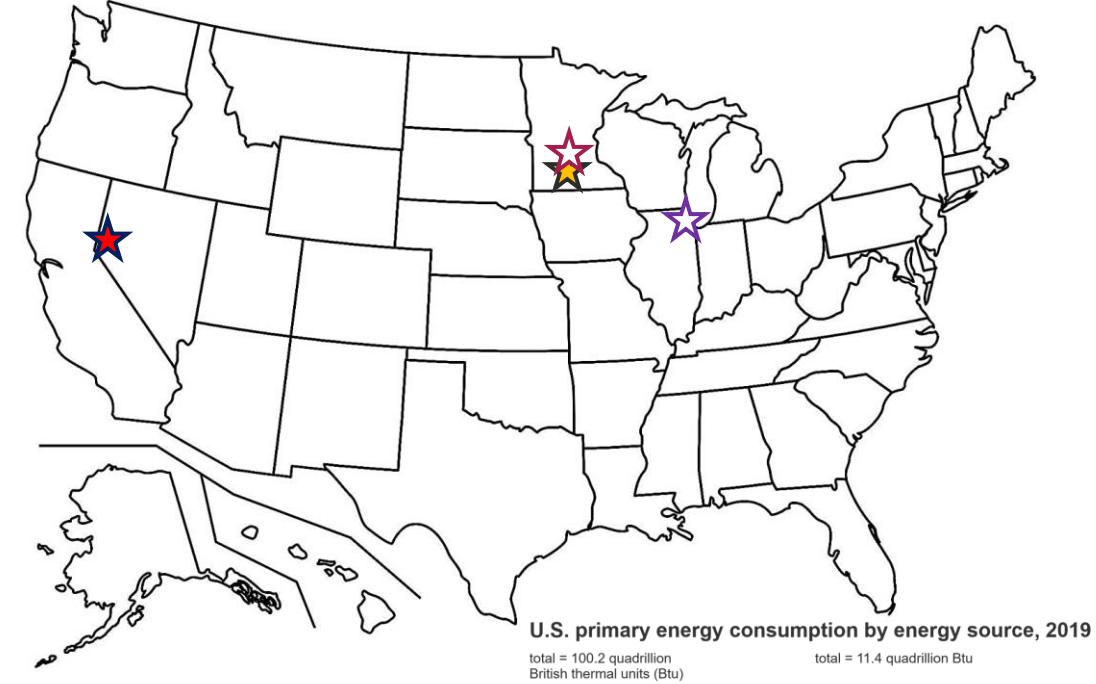 U.S. primary energy consumption by energy source, 2019
total = 100.2 quadrillion
British thermal units (Btu)
total = 11.4 quadrillion Btu